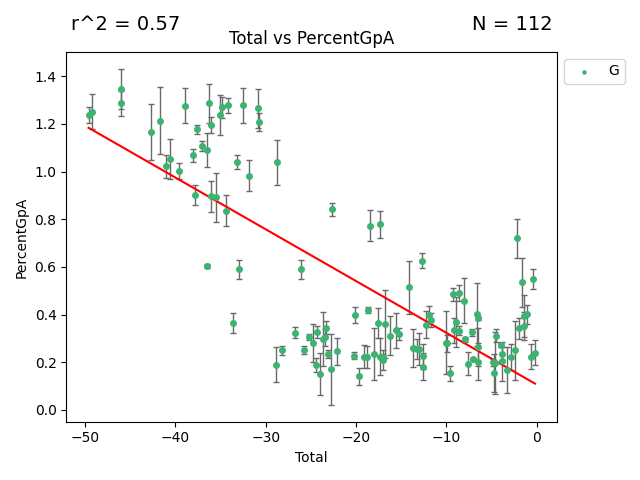 r^2 = 0.57
N = 112
Total vs PercentGpA
G
PercentGpA
1.4
1.2
1.0
0.8
0.6
0.4
0.2
0.0
−50 −40 −30 −20 −10 0
Total